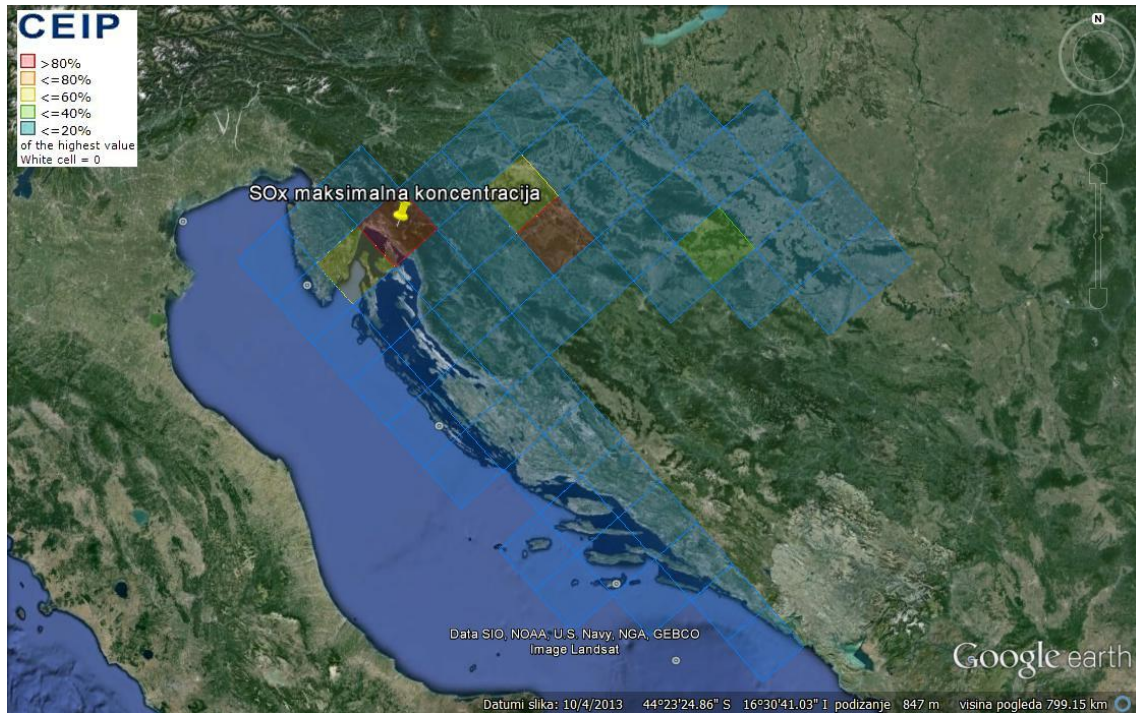 CEIP
>80%
<=80%
<=60%
<=40%
<=20%
of the highest value
White cell = 0
N
SOx maksimalna koncentracija
Data SIO, NOAA, U.S. Navy, NGA, GEBCO
Image Landsat
Google earth
Datumi slika: 10/4/2013 44°23'24.86" S 16°30'41.03" I podizanje 847 m visina pogleda 799.15 km